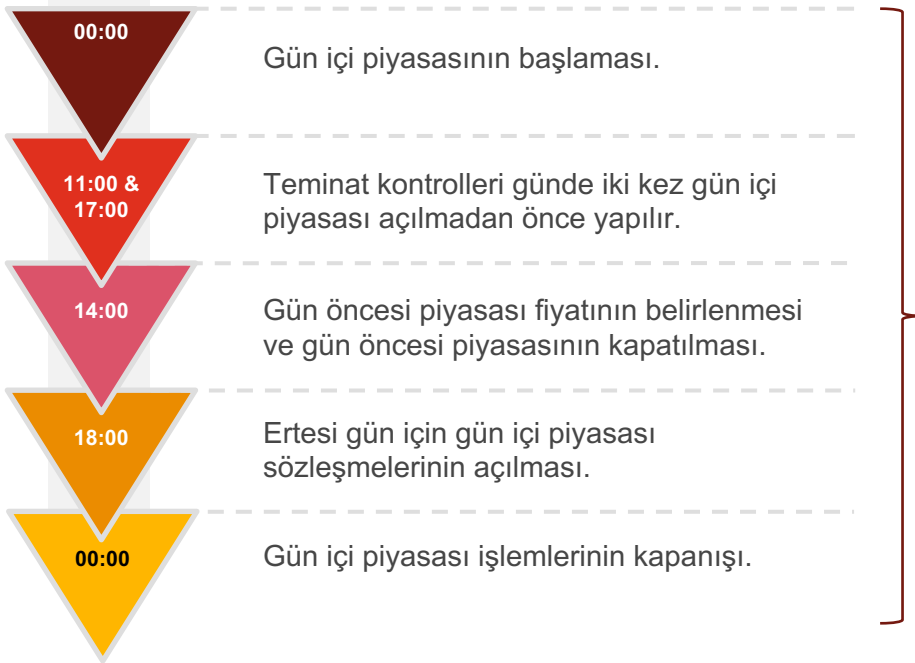 00:00
Gün içi piyasasının başlaması.
11:00 &
17:00
Teminat kontrolleri günde iki kez gün içi
piyasası açılmadan önce yapılır.
14:00
Gün öncesi piyasası fiyatının belirlenmesi
ve gün öncesi piyasasının kapatılması.
18:00
Ertesi gün için gün içi piyasası
sözleşmelerinin açılması.
00:00
Gün içi piyasası işlemlerinin kapanışı.